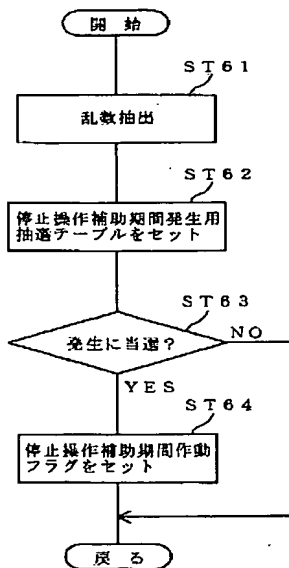 開始
ST61
乱数抽出
ST62
停止操作補助期間発生用
抽選テーブルをセット
ST63
発生に当選?
NO
YES
ST64
停止操作補助期間作動
フラグをセット
戻る